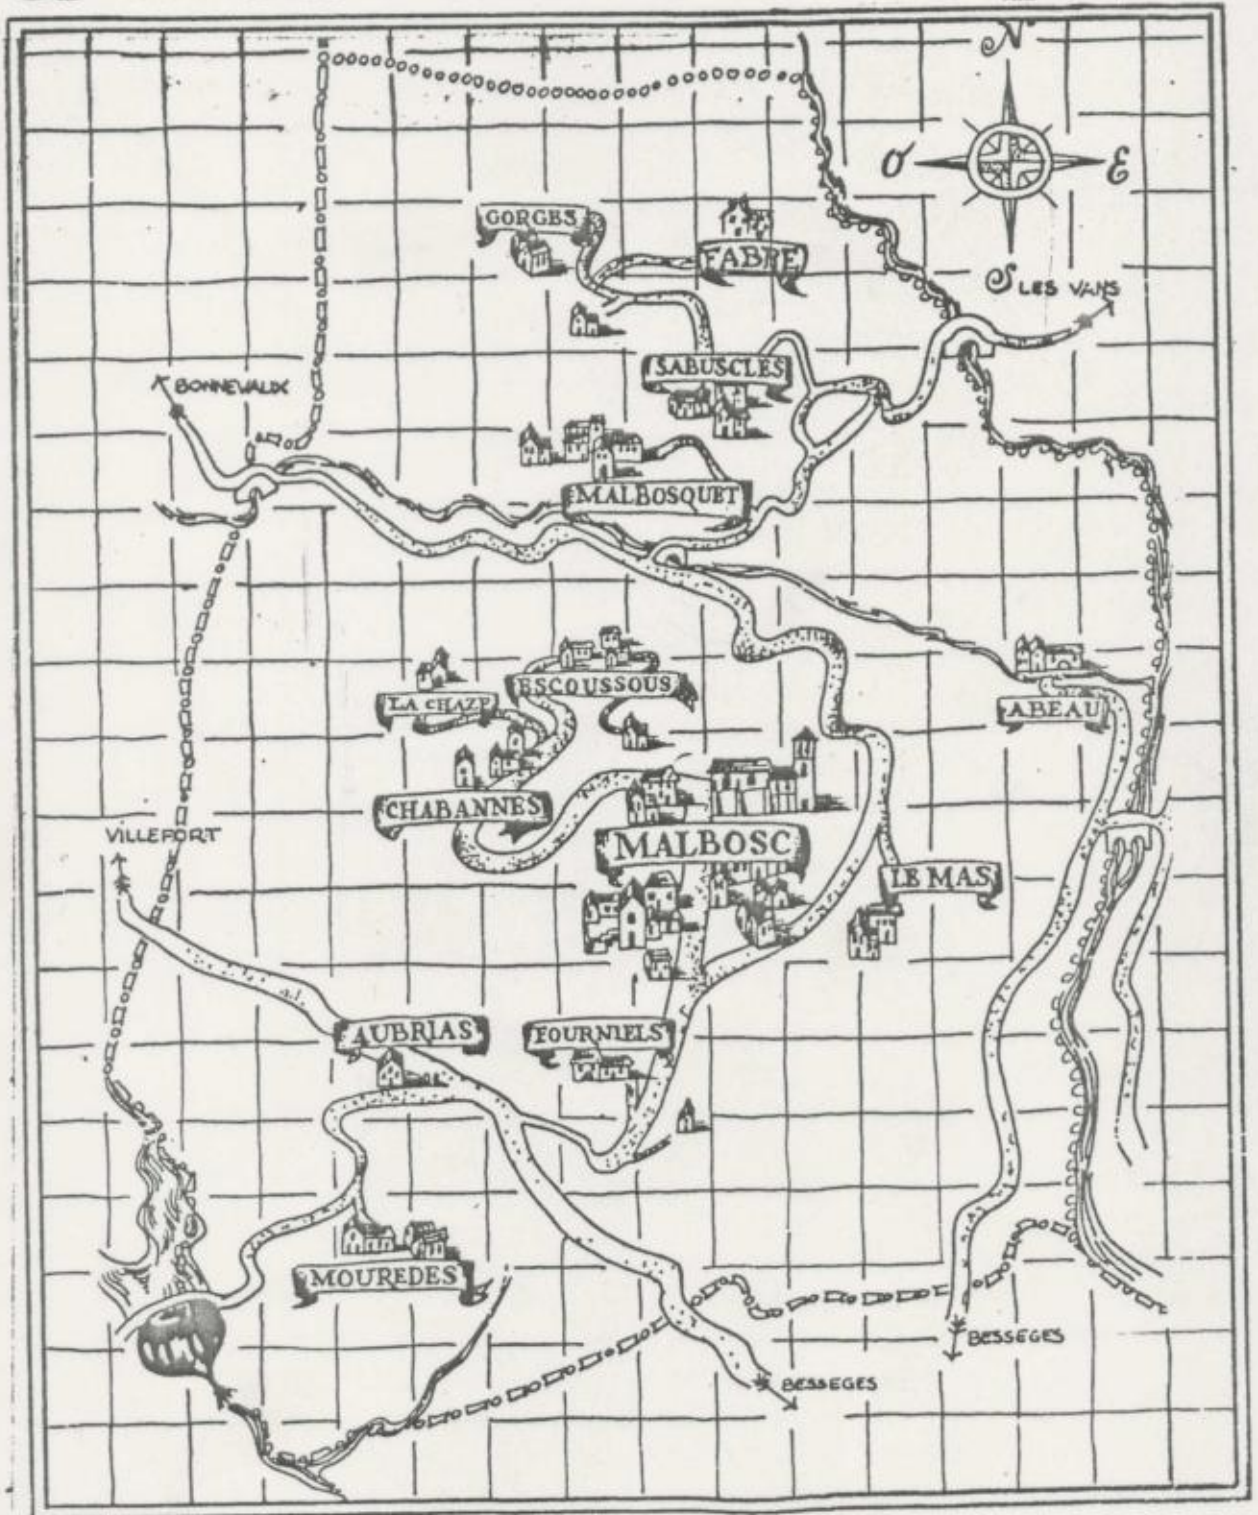 N
O
E
S
LES VANS
GORGES
FABRE
SABUSCLES
BONNEVAUX
MALBOSQUET
LA CHAZE
ESCOUSSOUS
ABEAU
CHABANNES
VILLEFORT
MALBOSC
LE MAS
AUBRIAS
FOURNIELS
MOUREDES
BESSEGES
BESSEGES